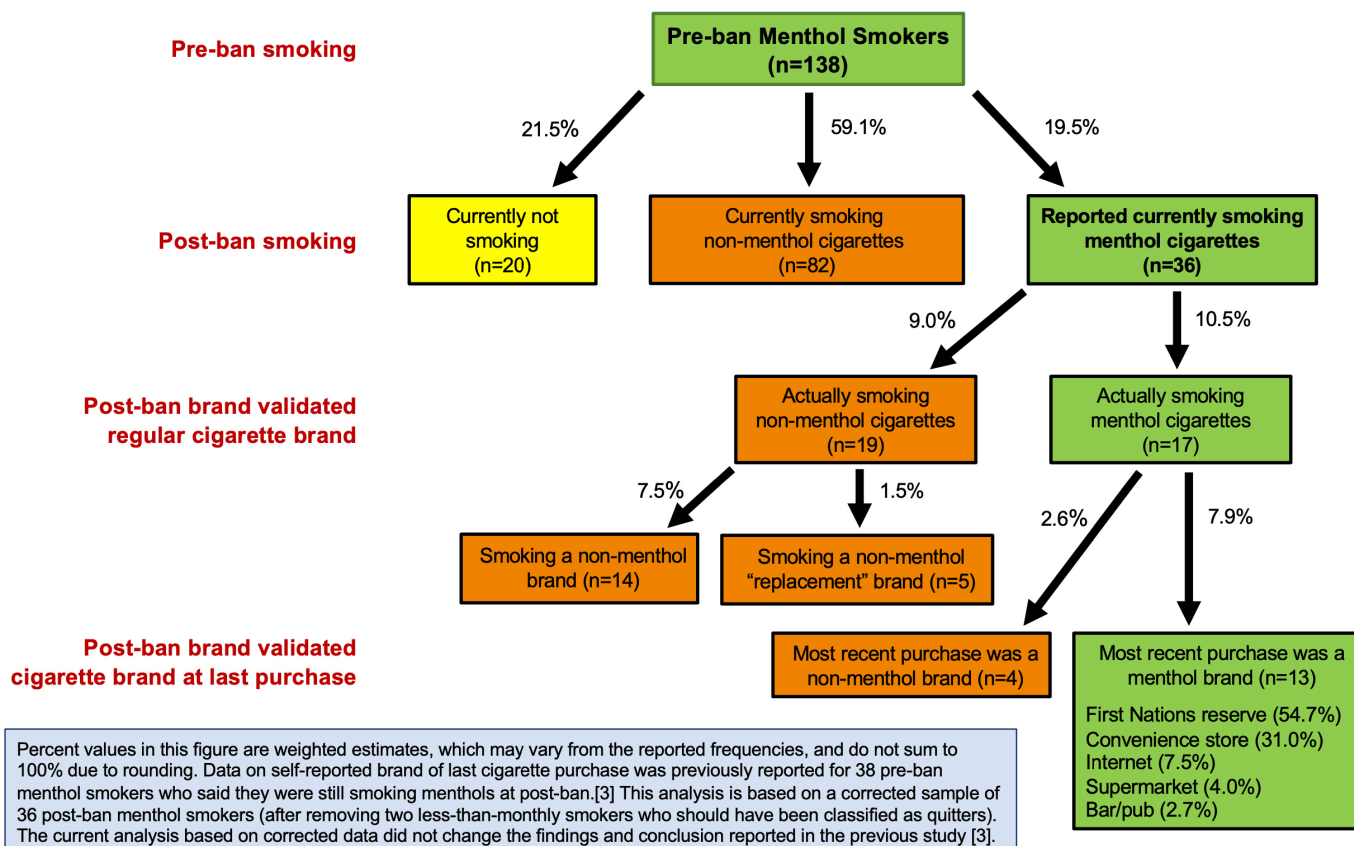 Pre-ban smoking
Pre-ban Menthol Smokers
(n=138)
21.5%
59.1%
19.5%
Post-ban smoking
Currently not
smoking
(n=20)
Currently smoking
non-menthol cigarettes
(n=82)
Reported currently smoking
menthol cigarettes
(n=36)
9.0%
10.5%
Post-ban brand validated
regular cigarette brand
Actually smoking
non-menthol cigarettes
(n=19)
Actually smoking
menthol cigarettes
(n=17)
7.5%
1.5%
2.6%
7.9%
Smoking a non-menthol
brand (n=14)
Smoking a non-menthol
“replacement” brand (n=5)
Post-ban brand validated
cigarette brand at last purchase
Most recent purchase was a
non-menthol brand (n=4)
Most recent purchase was a
menthol brand (n=13)
First Nations reserve (54.7%)
Convenience store (31.0%)
Internet (7.5%)
Supermarket (4.0%)
Bar/pub (2.7%)
Percent values in this figure are weighted estimates, which may vary from the reported frequencies, and do not sum to
100% due to rounding. Data on self-reported brand of last cigarette purchase was previously reported for 38 pre-ban
menthol smokers who said they were still smoking menthols at post-ban.[3] This analysis is based on a corrected sample of
36 post-ban menthol smokers (after removing two less-than-monthly smokers who should have been classified as quitters).
The current analysis based on corrected data did not change the findings and conclusion reported in the previous study [3].